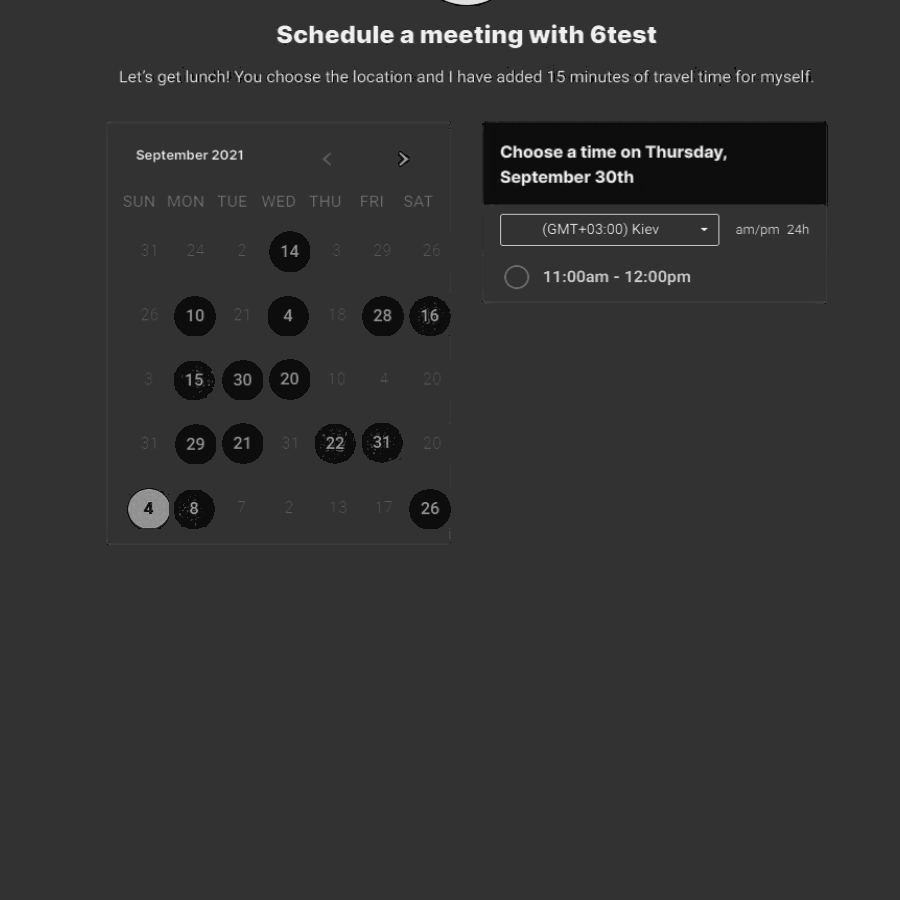 Schedule a meeting with 6test
Let's get lunch! You choose the location and I have added 15 minutes of travel time for myself.
September 2021
SUN MON TUE WED THU FRI SAT
31 24 2 14 3 29 26
26 10 21 4 18 28 16
3 15 30 20 10 4 20
31 29 21 31 22 31 20
4 8 7 2 13 17 26
Choose a time on Thursday,
September 30th
(GMT+03:00) Kiev am/pm 24h
11:00am - 12:00pm